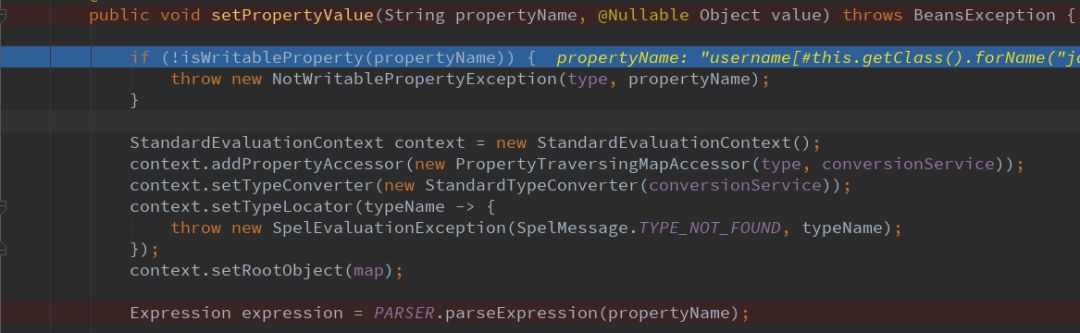 public void setPropertyValue(String propertyName, @Nullable Object value) throws BeansException {
if (!isWritableProperty(propertyName)) { propertyName: "username[#this.getClass().forName("ja
throw new NotWritablePropertyException(type, propertyName);
}
StandardEvaluationContext context = new StandardEvaluationContext();
context.addPropertyAccessor(new PropertyTraversingMapAccessor(type, conversionService));
context.setTypeConverter(new StandardTypeConverter(conversionService));
context.setTypeLocator(typeName -> {
throw new SpelEvaluationException(SpelMessage.TYPE_NOT_FOUND, typeName);
});
context.setRootObject(map);
Expression expression = PARSER.parseExpression(propertyName);